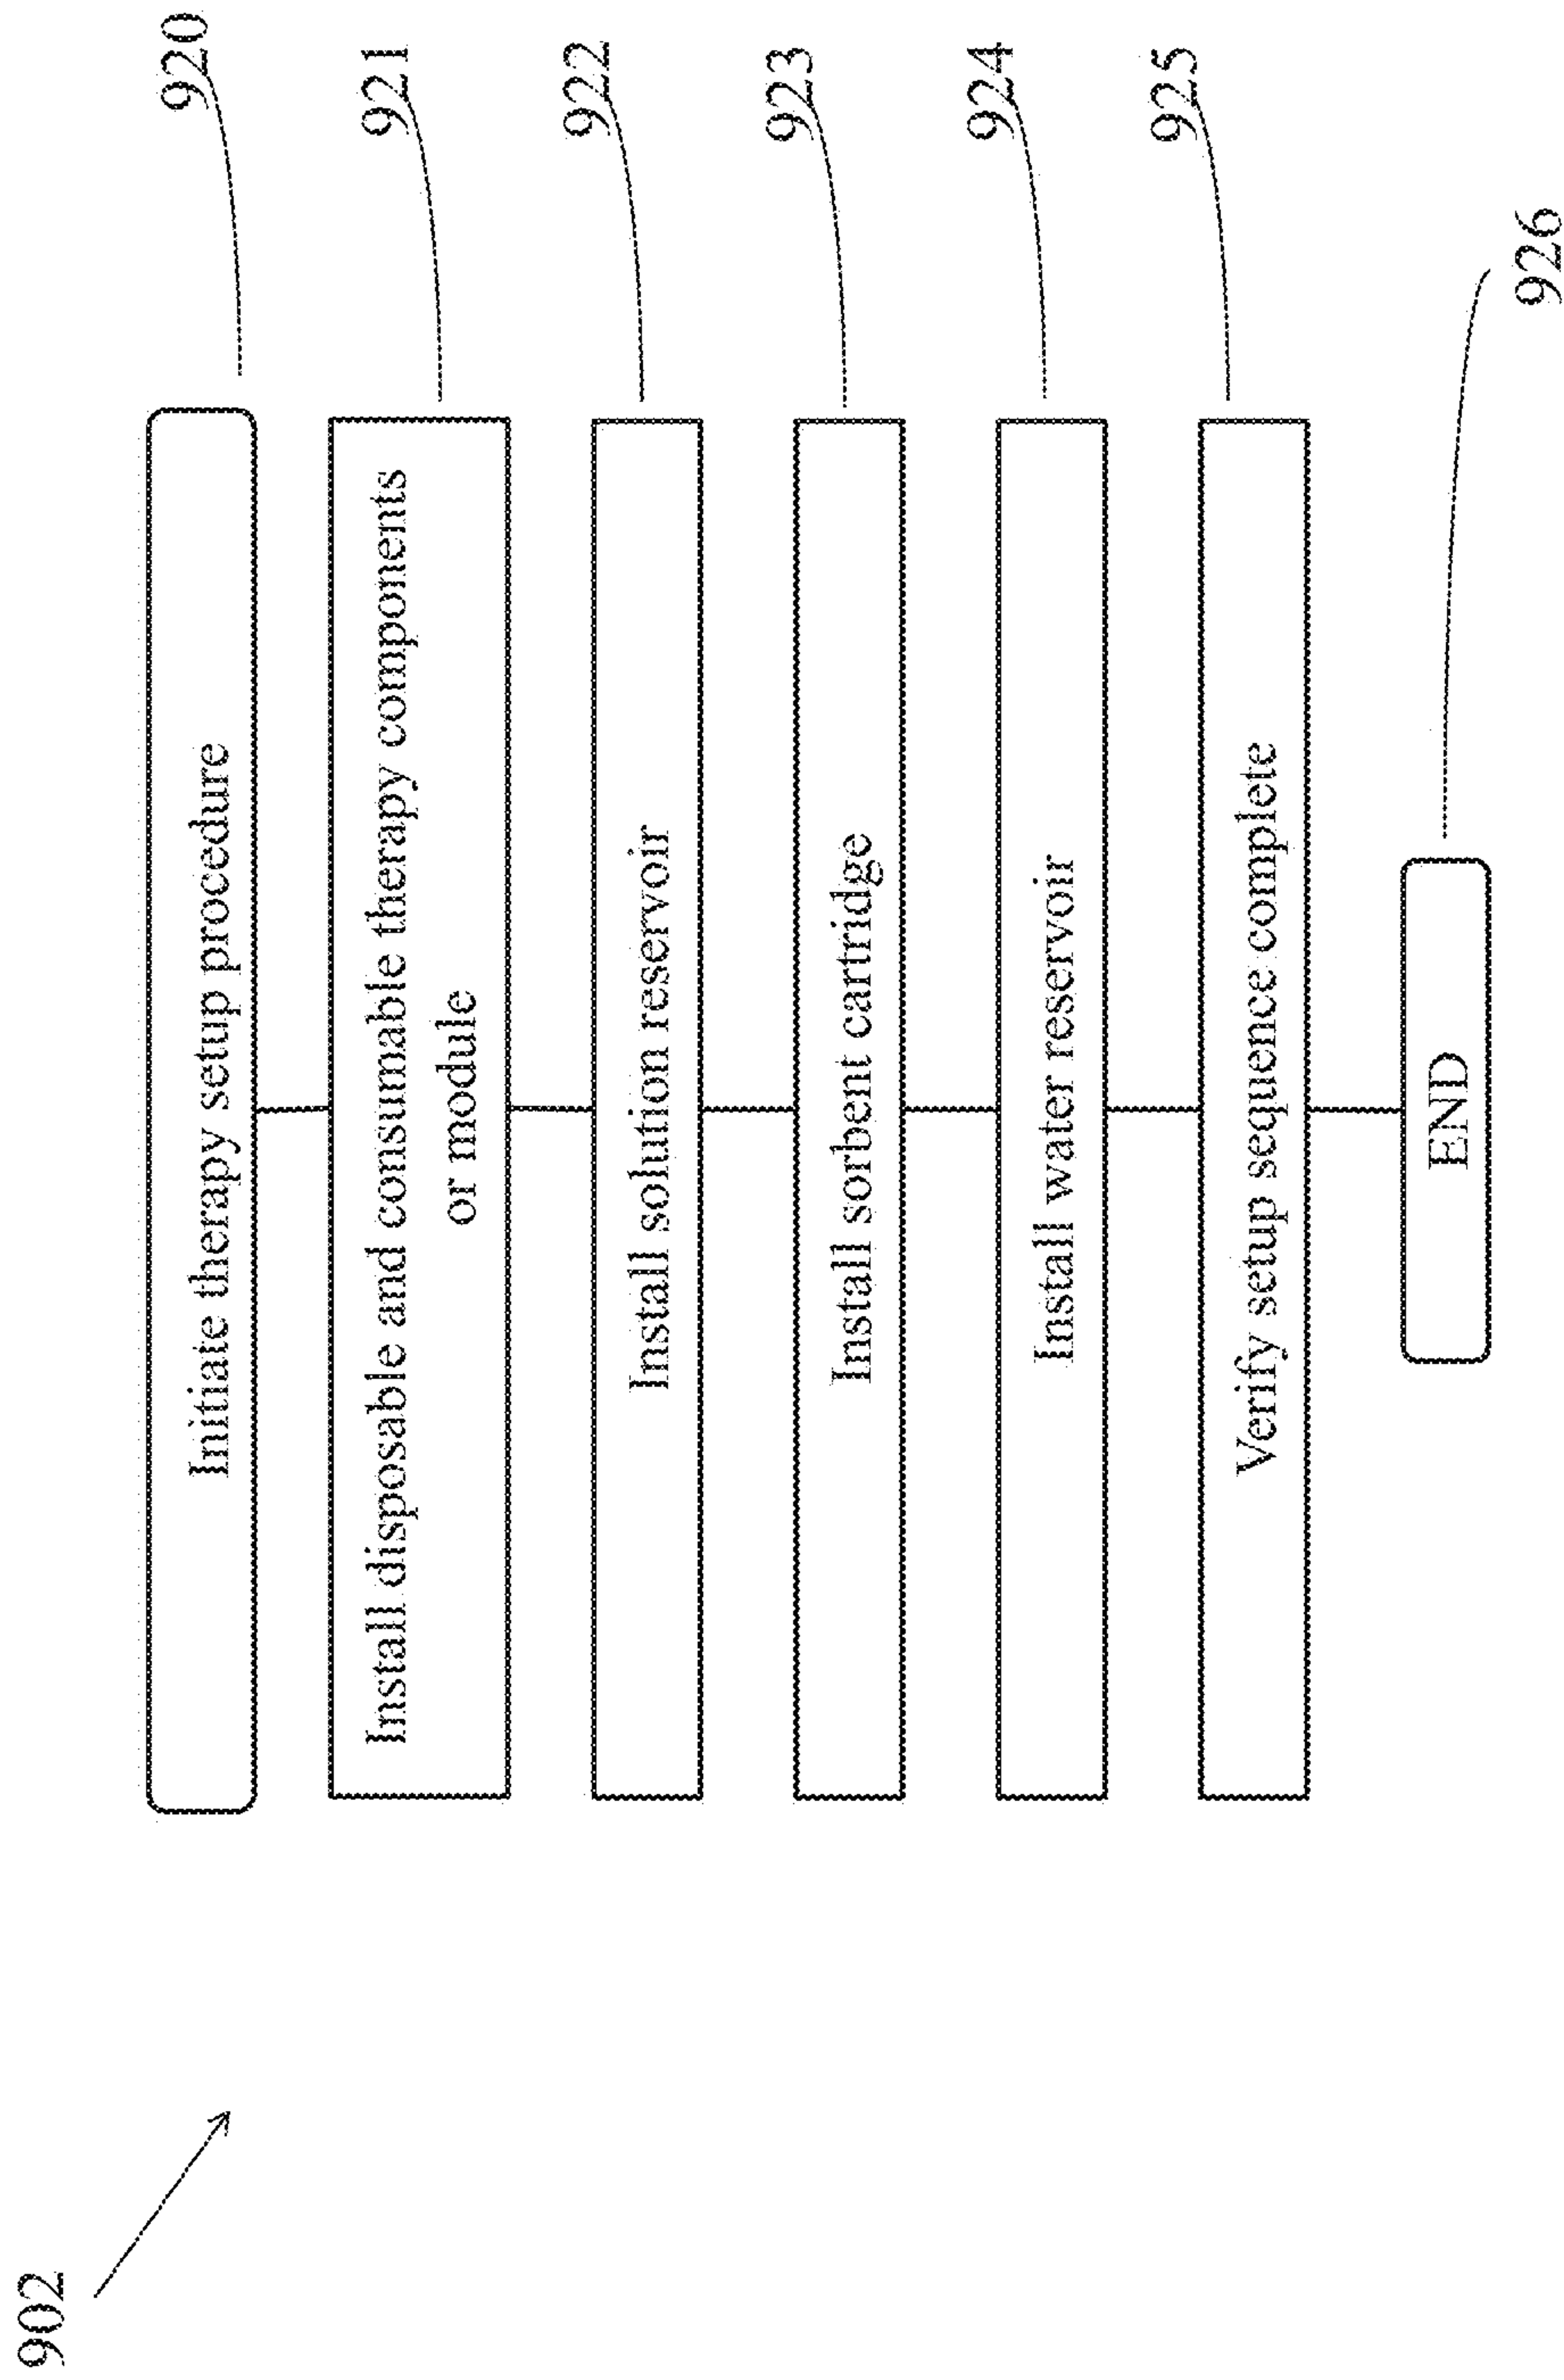 902
Initiate therapy setup procedure
920
Install disposable and consumable therapy components
or module
921
Install solution reservoir
922
Install sorbent cartridge
923
Install water reservoir
924
Verify setup sequence complete
925
END
926